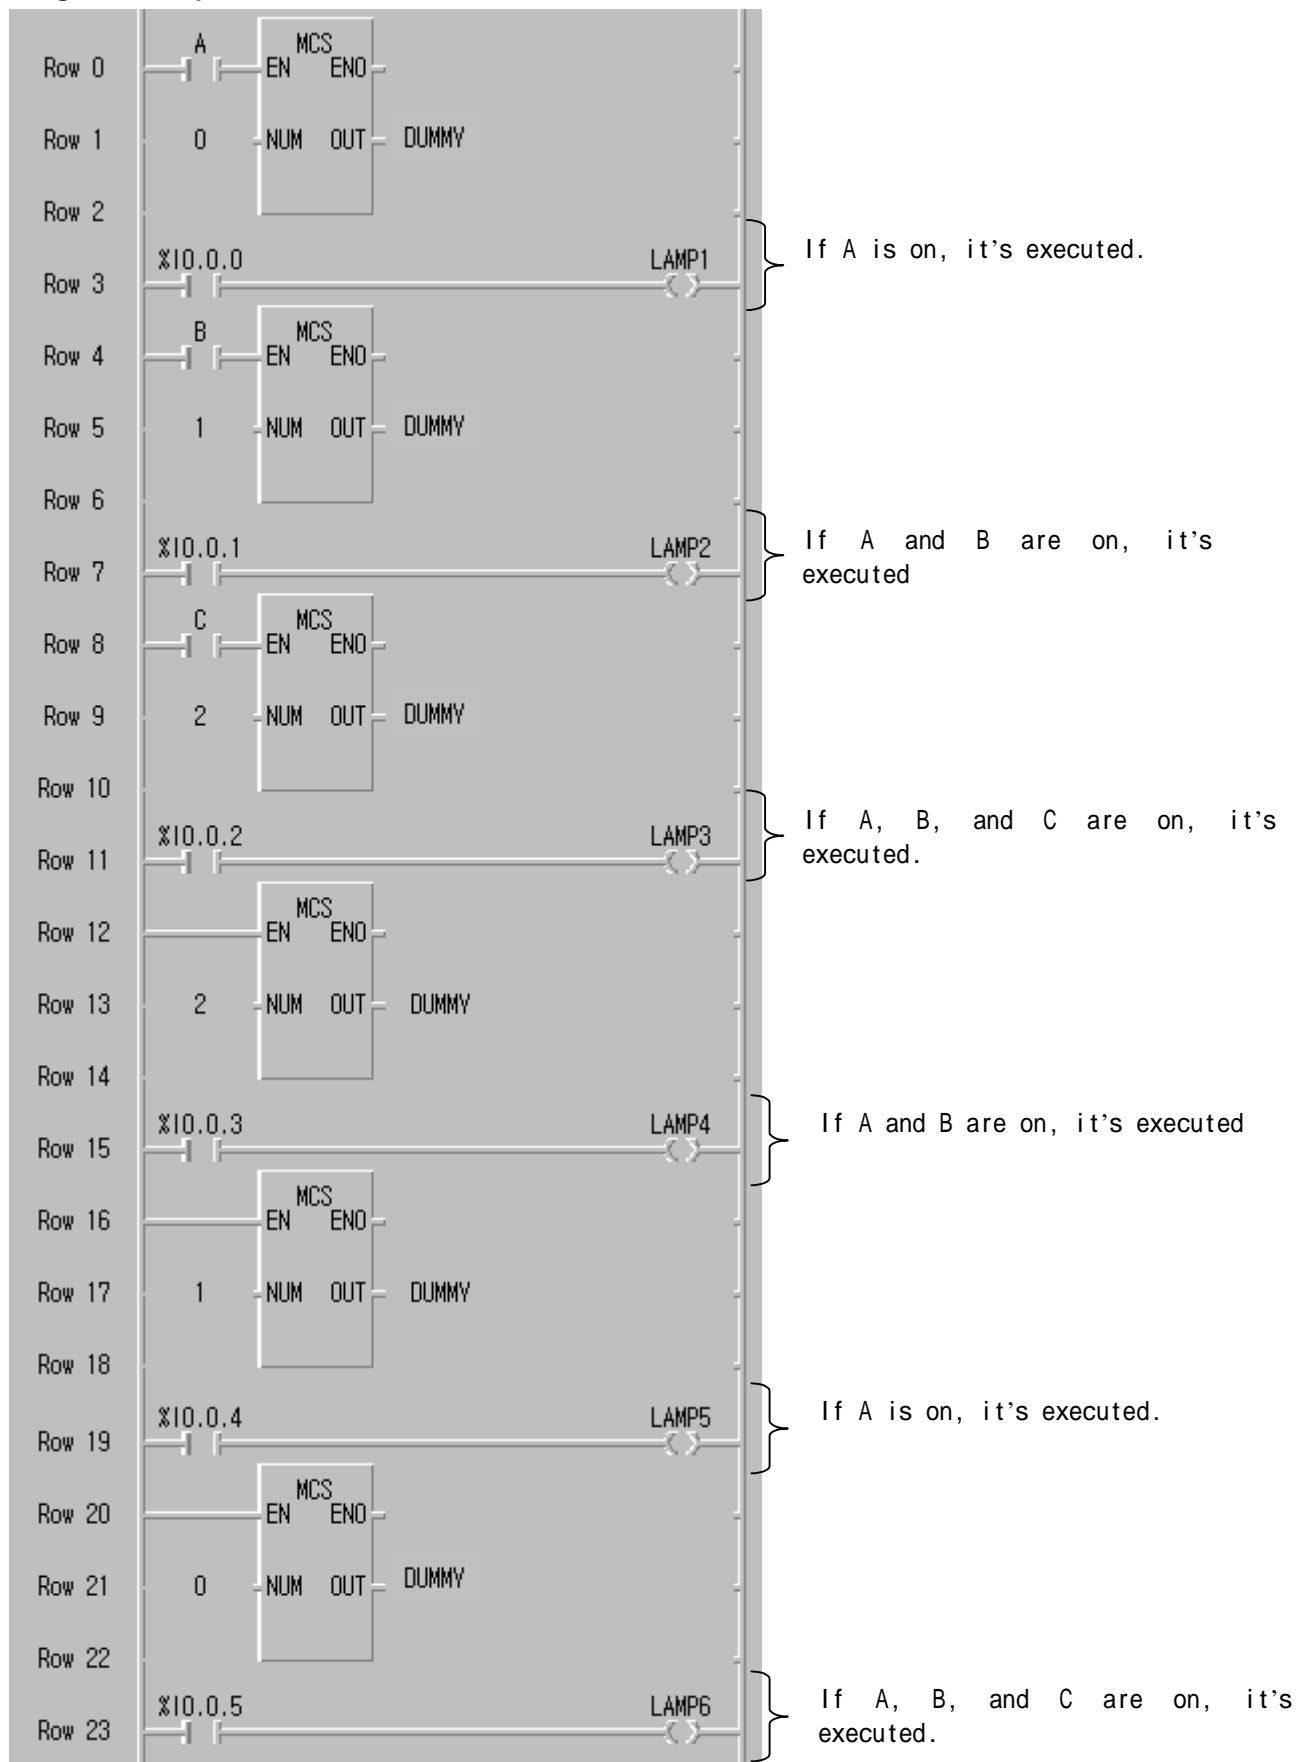 A MCS
Row 0 EN ENO
Row 1 0 NUM OUT DUMMY
Row 2
%I0.0.0 LAMP1 If A is on, it's executed.
Row 3
B MCS
Row 4 EN ENO
Row 5 1 NUM OUT DUMMY
Row 6
%I0.0.1 LAMP2 If A and B are on, it's
Row 7 executed
C MCS
Row 8 EN ENO
Row 9 2 NUM OUT DUMMY
Row 10
%I0.0.2 LAMP3 If A, B, and C are on, it's
Row 11 executed.
MCS
Row 12 EN ENO
Row 13 2 NUM OUT DUMMY
Row 14
%I0.0.3 LAMP4 If A and B are on, it's executed
Row 15
MCS
Row 16 EN ENO
Row 17 1 NUM OUT DUMMY
Row 18
%I0.0.4 LAMP5 If A is on, it's executed.
Row 19
MCS
Row 20 EN ENO
Row 21 0 NUM OUT DUMMY
Row 22
%I0.0.5 LAMP6 If A, B, and C are on, it's
Row 23 executed.